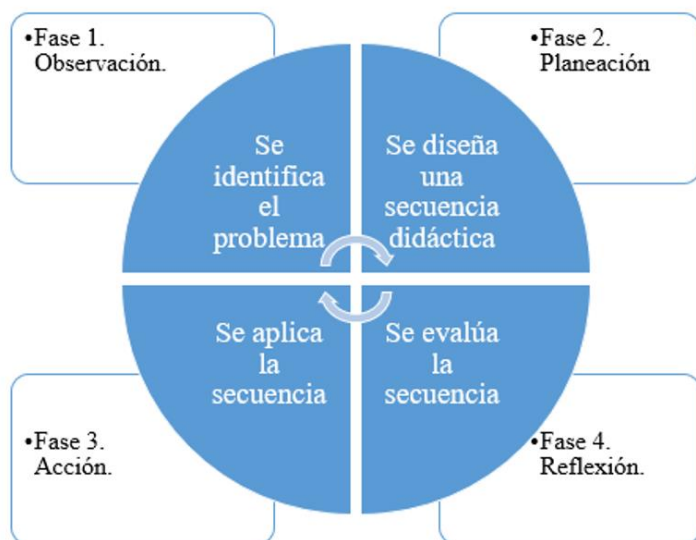 •Fase 1.
Observación.
•Fase 2.
Planeación
Se
identifica
el
problema
Se diseña
una
secuencia
didáctica
Se aplica
la
secuencia
Se evalúa
la
secuencia
•Fase 3.
Acción.
•Fase 4.
Reflexión.